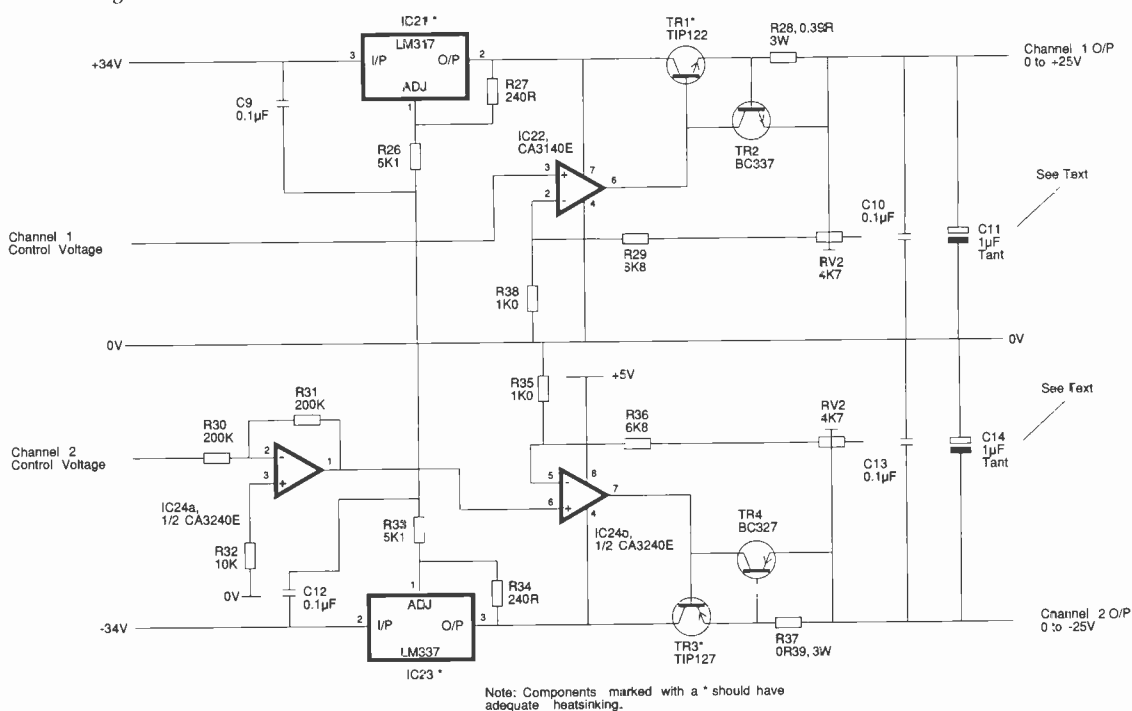 IC21 *
LM317
3
I/P
O/P
2
ADJ
1
+34V
C9
0.1µF
R27
240R
R26
5K1
TR1*
TIP122
R28, 0.39R
3W
Channel 1 O/P
0 to +25V
TR2
BC337
IC22,
CA3140E
3
+
2
-
7
6
4
Channel 1
Control Voltage
R29
6K8
RV2
4K7
C10
0.1µF
See Text
C11
1µF
Tant
R38
1K0
0V
0V
R35
1K0
+5V
R31
200K
R30
200K
R36
6K8
RV2
4K7
See Text
Channel 2
Control Voltage
2
-
3
+
1
5
-
6
+
8
7
4
C13
0.1µF
C14
1µF
Tant
IC24a,
1/2 CA3240E
IC24b,
1/2 CA3240E
TR4
BC327
R33
5K1
R32
10K
0V
C12
0.1µF
1
R34
240R
-34V
2
I/P
ADJ
O/P
3
LM337
IC23 *
TR3*
TIP127
R37
0R39, 3W
Channel 2 O/P
0 to -25V
Note: Components marked with a * should have
adequate heatsinking.